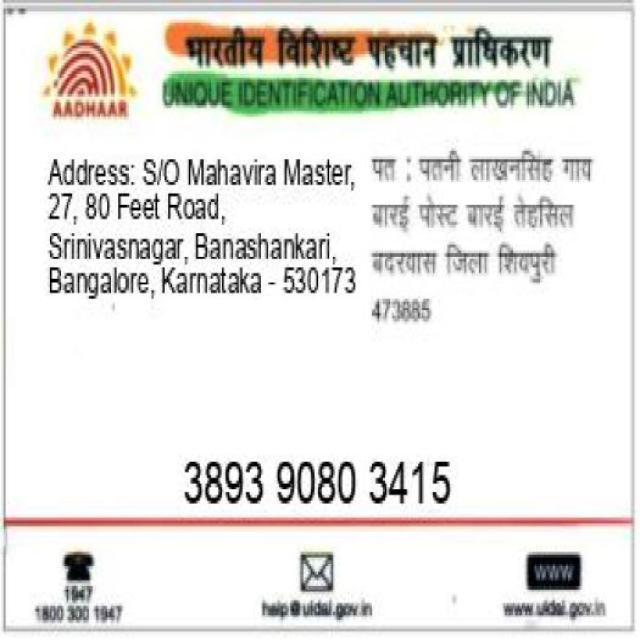 भारतीय विशिष्ट पहचान प्राधिकरण
AADHAAR
UNIQUE IDENTIFICATION AUTHORITY OF INDIA
Address: S/O Mahavira Master,
27, 80 Feet Road,
Srinivasnagar, Banashankari,
Bangalore, Karnataka - 530173
पत : पतनी लाखनसिंह गाव
बारई पोस्ट बारई तेहसिल
बदरवास जिला शिवपुरी
473885
3893 9080 3415
1947
1800 300 1947
help@uidai.gov.in
www
www.uidai.gov.in